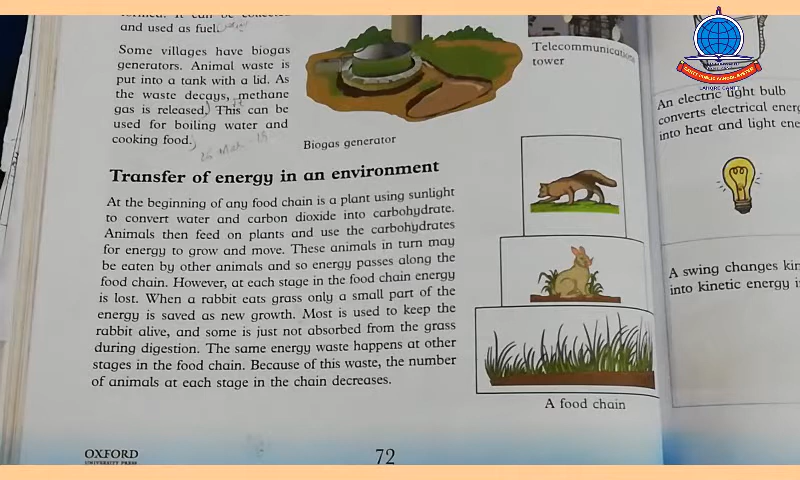 formed. It can be collected
and used as fuel.
Some villages have biogas
generators. Animal waste is
put into a tank with a lid. As
the waste decays, methane
gas is released. This can be
used for boiling water and
cooking food.
Biogas generator
Transfer of energy in an environment
At the beginning of any food chain is a plant using sunlight
to convert water and carbon dioxide into carbohydrate.
Animals then feed on plants and use the carbohydrates
for energy to grow and move. These animals in turn may
be eaten by other animals and so energy passes along the
food chain. However, at each stage in the food chain energy
is lost. When a rabbit eats grass only a small part of the
energy is saved as new growth. Most is used to keep the
rabbit alive, and some is just not absorbed from the grass
during digestion. The same energy waste happens at other
stages in the food chain. Because of this waste, the number
of animals at each stage in the chain decreases.
OXFORD
UNIVERSITY PRESS
72
Telecommunications
tower
A food chain
LAHORE CANTT
An electric light bulb
converts electrical ener
into heat and light ene
A swing changes kin
into kinetic energy i